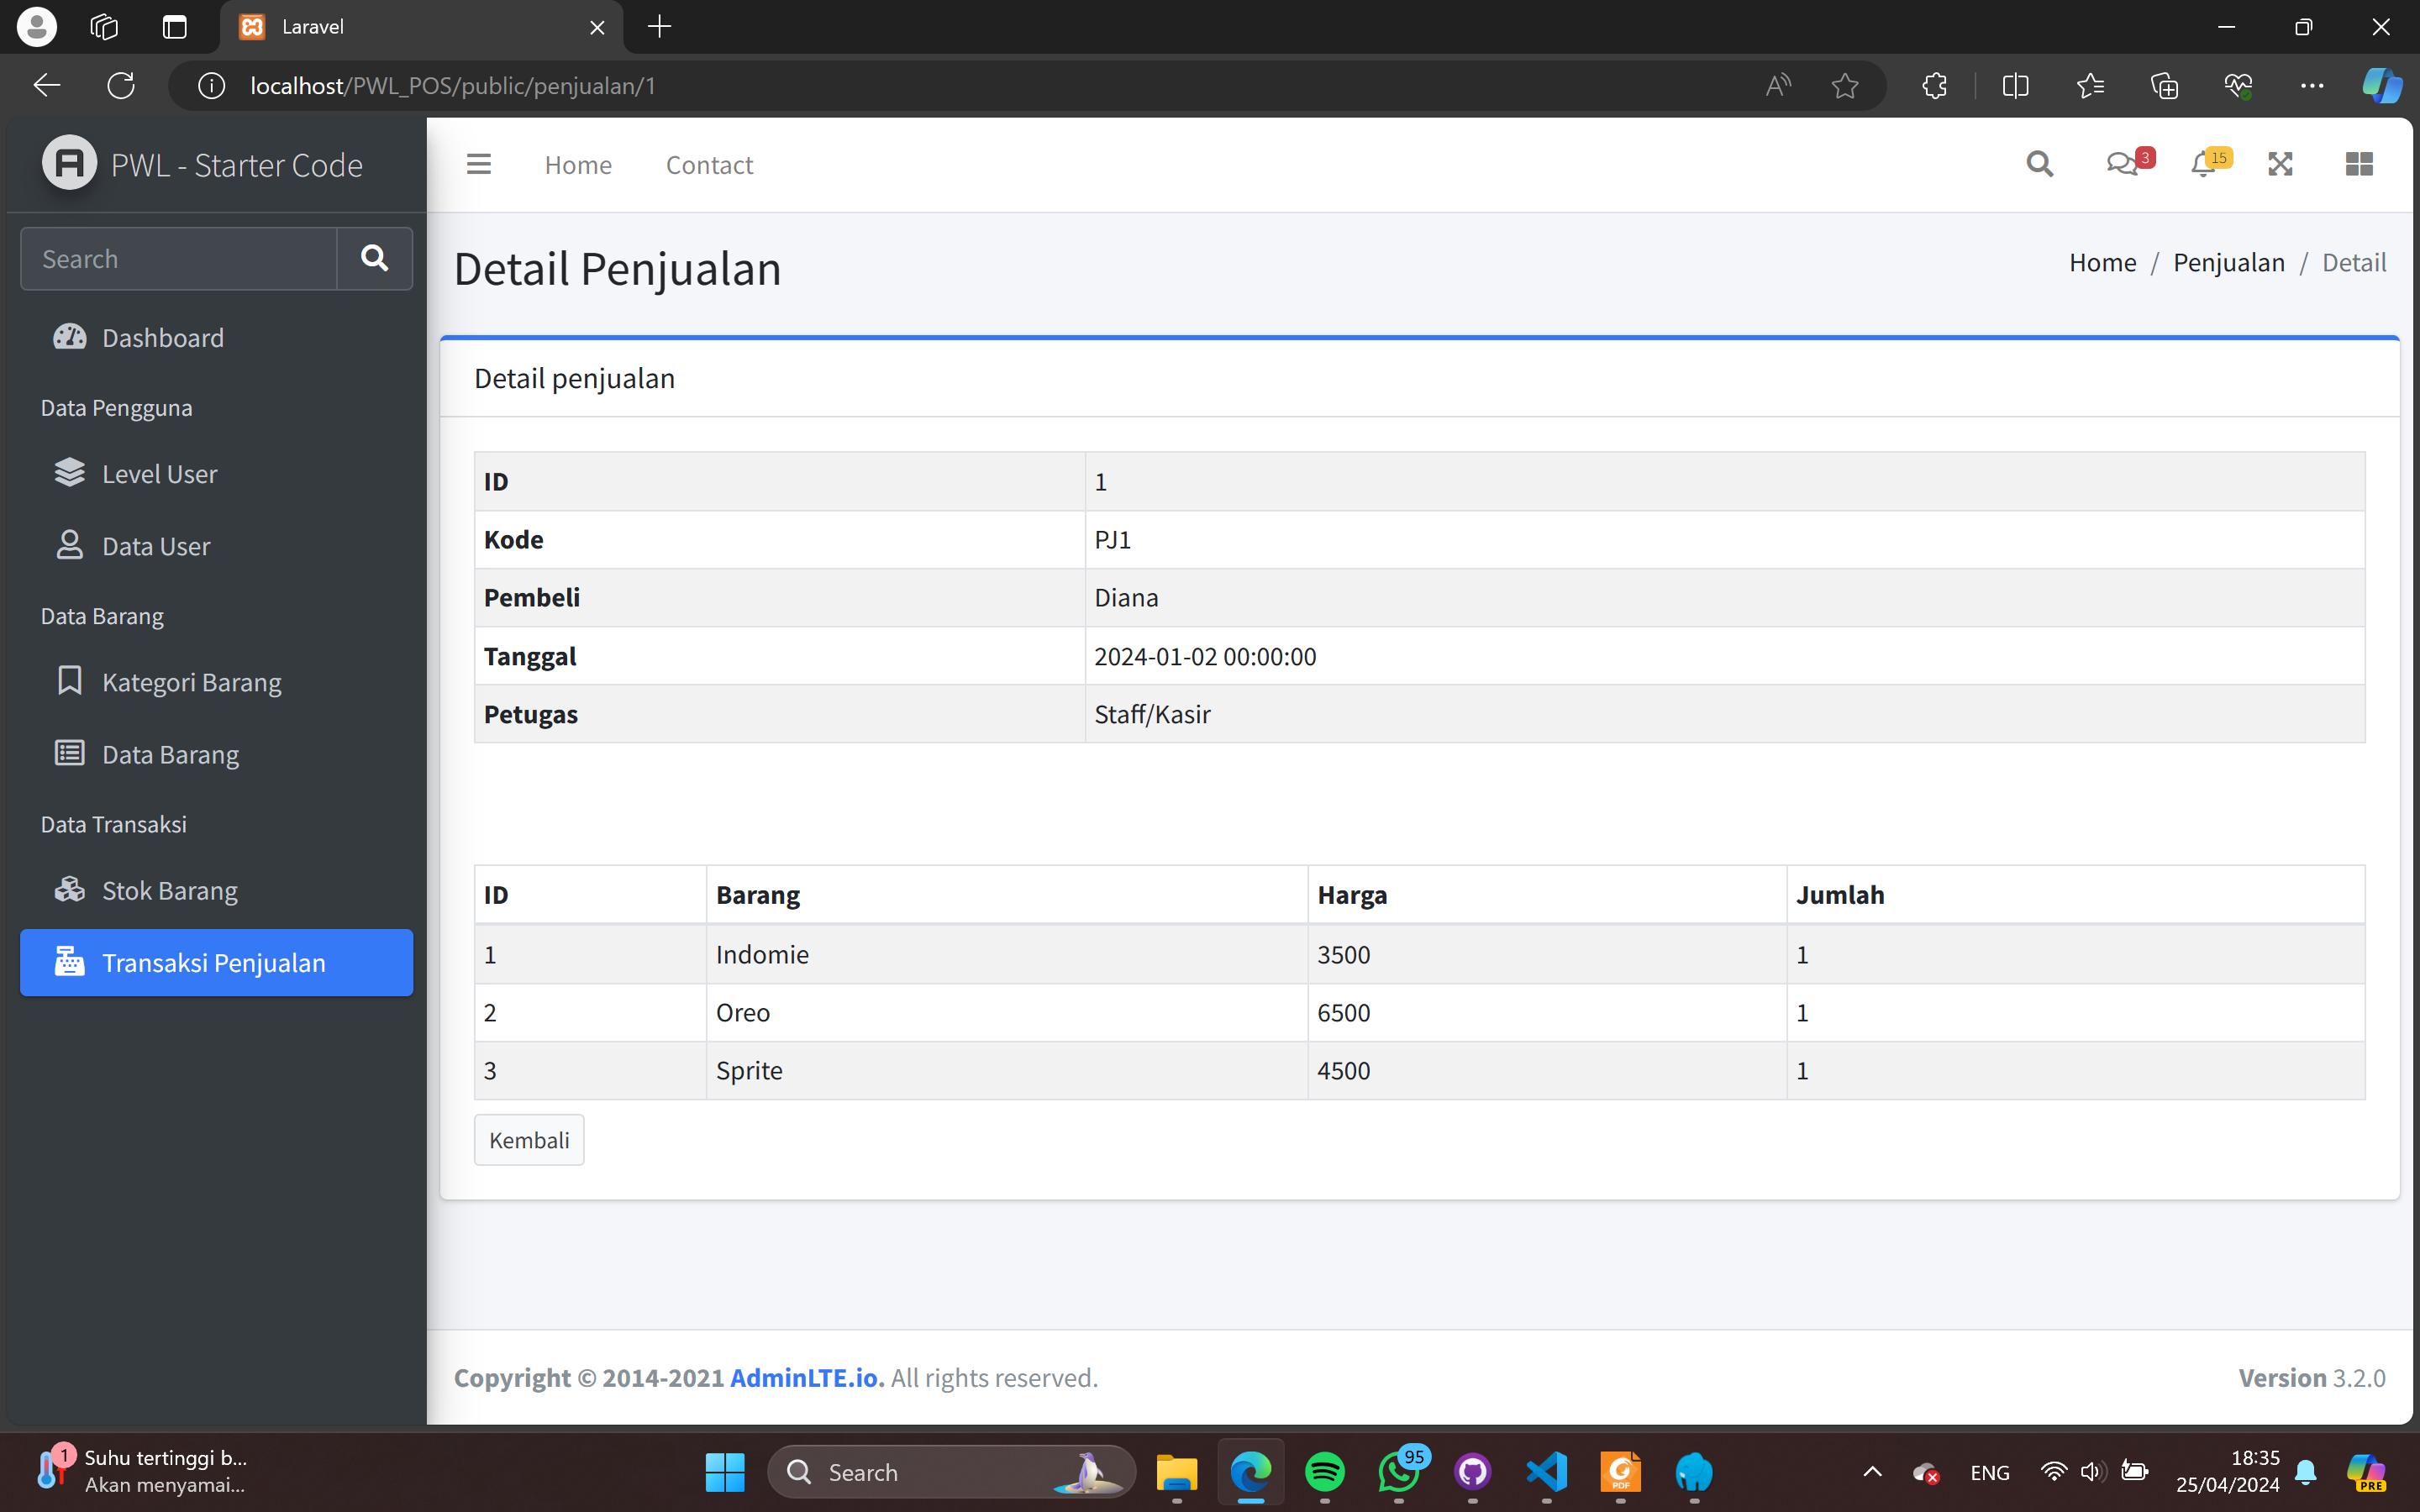 Laravel
localhost/PWL_POS/public/penjualan/1
PWL - Starter Code
Home Contact
3 15
Search
Detail Penjualan
Home / Penjualan / Detail
Dashboard
Data Pengguna
Level User
Data User
Data Barang
Kategori Barang
Data Barang
Data Transaksi
Stok Barang
Transaksi Penjualan
Detail penjualan
ID 1
Kode PJ1
Pembeli Diana
Tanggal 2024-01-02 00:00:00
Petugas Staff/Kasir
ID Barang Harga Jumlah
1 Indomie 3500 1
2 Oreo 6500 1
3 Sprite 4500 1
Kembali
Copyright © 2014-2021 AdminLTE.io. All rights reserved.
Version 3.2.0
1
Suhu tertinggi b...
Akan menyamai...
Search
95
PDF
ENG
18:35
25/04/2024
PRE